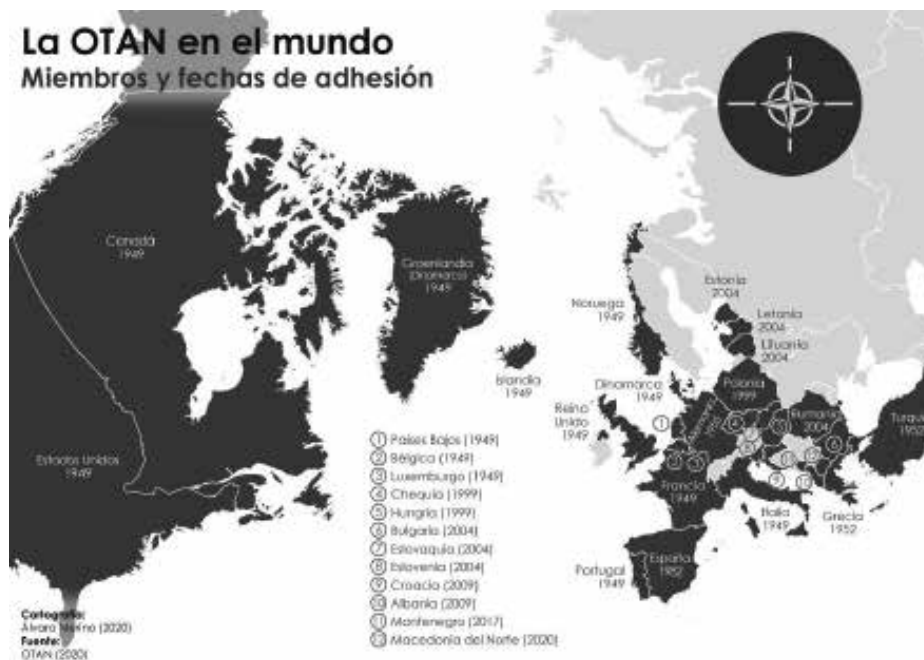 La OTAN en el mundo
Miembros y fechas de adhesión
Canadá
1949
Groenlandia
(Dinamarca)
1949
Estados Unidos
1949
Islandia
1949
Noruega
1949
Estonia
2004
Letonia
2004
Lituania
2004
Dinamarca
1949
Reino
Unido
1949
Polonia
1999
Alemania
Rumanía
2004
Turquía
1952
Francia
1949
Italia
1949
Grecia
1952
Portugal
1949
España
1982
1 Países Bajos (1949)
2 Bélgica (1949)
3 Luxemburgo (1949)
4 Chequia (1999)
5 Hungría (1999)
6 Bulgaria (2004)
7 Eslovaquia (2004)
8 Eslovenia (2004)
9 Croacia (2009)
10 Albania (2009)
11 Montenegro (2017)
12 Macedonia del Norte (2020)
Cartografía:
Álvaro Merino (2020)
Fuente:
OTAN (2020)